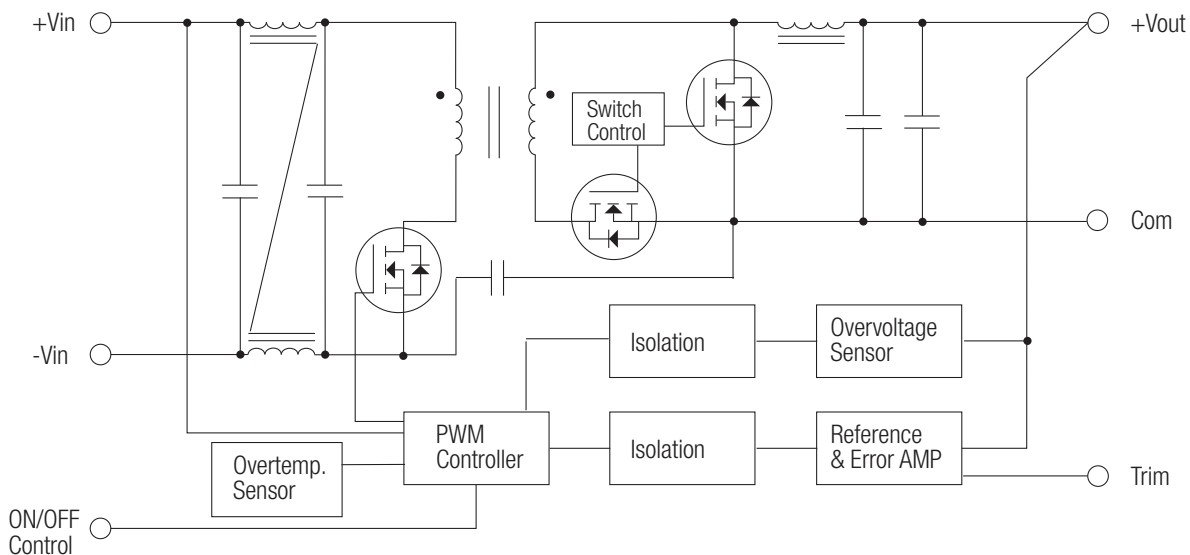 +Vin
+Vout
Switch
Control
Com
-Vin
Isolation
Overvoltage
Sensor
PWM
Controller
Isolation
Reference
& Error AMP
Overtemp.
Sensor
Trim
ON/OFF
Control